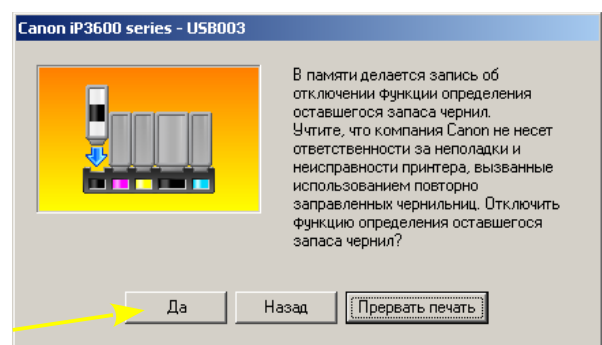 Canon iP3600 series - USB003
В памяти делается запись об
отключении функции определения
оставшегося запаса чернил.
Учтите, что компания Canon не несет
ответственности за неполадки и
неисправности принтера, вызванные
использованием повторно
заправленных чернильниц. Отключить
функцию определения оставшегося
запаса чернил?
Да
Назад
Прервать печать